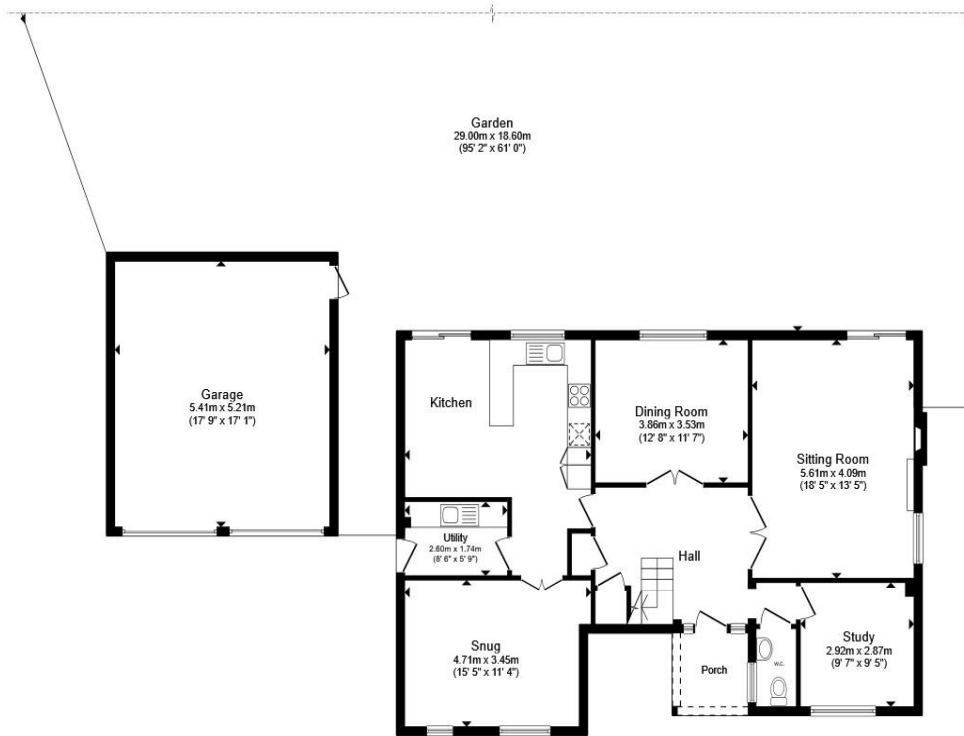 Garden
29.00m x 18.60m
(95' 2" x 61' 0")
Garage
5.41m x 5.21m
(17' 9" x 17' 1")
Kitchen
Dining Room
3.86m x 3.53m
(12' 8" x 11' 7")
Sitting Room
5.61m x 4.09m
(18' 5" x 13' 5")
Utility
2.60m x 1.74m
(8' 6" x 5' 9")
Hall
Snug
4.71m x 3.45m
(15' 5" x 11' 4")
Porch
W.C.
Study
2.92m x 2.87m
(9' 7" x 9' 5")